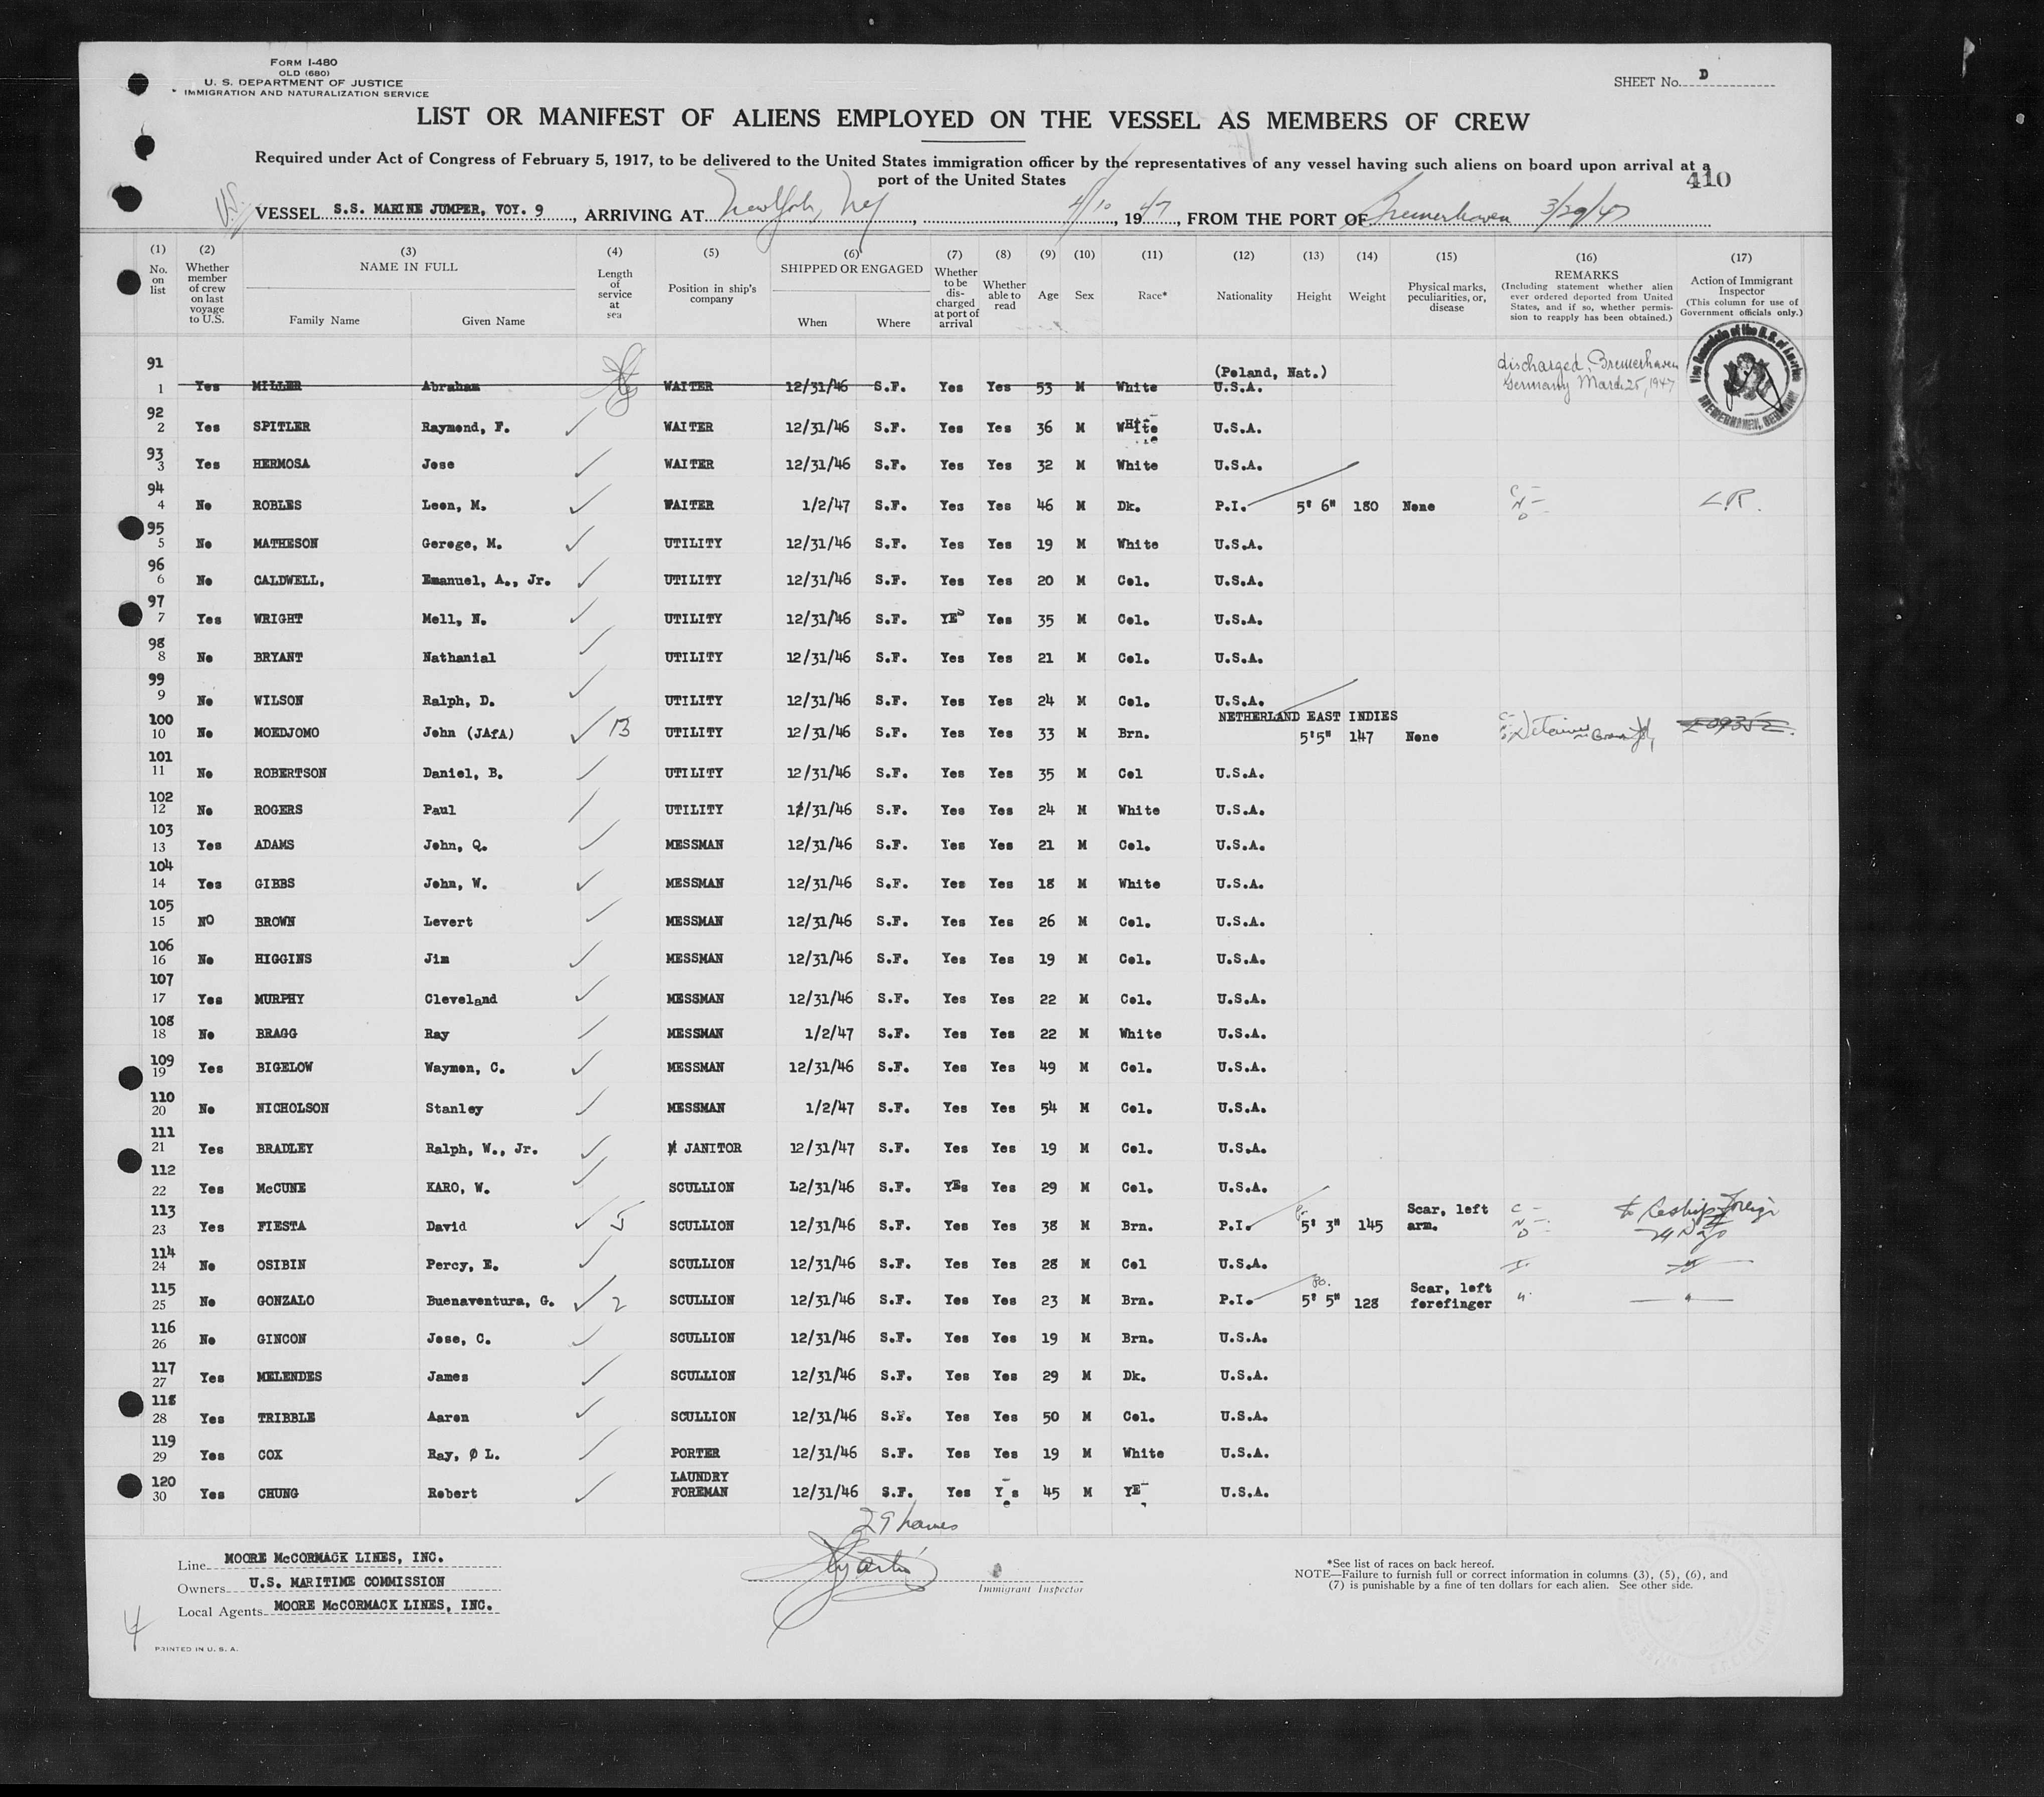 FORM I-480
OLD (680)
U. S. DEPARTMENT OF JUSTICE
IMMIGRATION AND NATURALIZATION SERVICE
SHEET No. D
LIST OR MANIFEST OF ALIENS EMPLOYED ON THE VESSEL AS MEMBERS OF CREW
Required under Act of Congress of February 5, 1917, to be delivered to the United States immigration officer by the representatives of any vessel having such aliens on board upon arrival at a
port of the United States
410
VESSEL S.S. MARINE JUMPER, VOY. 9, ARRIVING AT New York, NY, 4/10, 1947, FROM THE PORT OF Bremerhaven 3/29/47
(1) No. on list
(2) Whether member of crew on last voyage to U.S.
(3) NAME IN FULL
Family Name Given Name
(4) Length of service at sea
(5) Position in ship's company
(6) SHIPPED OR ENGAGED
When Where
(7) Whether to be discharged at port of arrival
(8) Whether able to read
(9) Age
(10) Sex
(11) Race*
(12) Nationality
(13) Height
(14) Weight
(15) Physical marks, peculiarities, or, disease
(16) REMARKS
(Including statement whether alien ever ordered deported from United States, and if so, whether permission to reapply has been obtained.)
(17) Action of Immigrant Inspector
(This column for use of Government officials only.)
91 (Poland, Nat.) discharged, Bremerhaven
1 Yes MILLER Abraham WAITER 12/31/46 S.F. Yes Yes 53 M White U.S.A. Germany March 25, 1947
92
2 Yes SPITLER Raymond, F. WAITER 12/31/46 S.F. Yes Yes 36 M White U.S.A.
93
3 Yes HERMOSA Jose WAITER 12/31/46 S.F. Yes Yes 32 M White U.S.A.
94
4 No ROBLES Leon, M. WAITER 1/2/47 S.F. Yes Yes 46 M Dk. P.I. 5' 6" 180 None L.R.
95
5 No MATHESON Gerege, M. UTILITY 12/31/46 S.F. Yes Yes 19 M White U.S.A.
96
6 No CALDWELL, Emanuel, A., Jr. UTILITY 12/31/46 S.F. Yes Yes 20 M Col. U.S.A.
97
7 Yes WRIGHT Mell, N. UTILITY 12/31/46 S.F. YEs Yes 35 M Col. U.S.A.
98
8 No BRYANT Nathanial UTILITY 12/31/46 S.F. Yes Yes 21 M Col. U.S.A.
99
9 No WILSON Ralph, D. UTILITY 12/31/46 S.F. Yes Yes 24 M Col. U.S.A.
100 NETHERLAND EAST INDIES
10 No MOEDJOMO John (JAfA) 13 UTILITY 12/31/46 S.F. Yes Yes 33 M Brn. 5'5" 147 None
101
11 No ROBERTSON Daniel, B. UTILITY 12/31/46 S.F. Yes Yes 35 M Col U.S.A.
102
12 No ROGERS Paul UTILITY 12/31/46 S.F. Yes Yes 24 M White U.S.A.
103
13 Yes ADAMS John, Q. MESSMAN 12/31/46 S.F. Yes Yes 21 M Col. U.S.A.
104
14 Yes GIBBS John, W. MESSMAN 12/31/46 S.F. Yes Yes 18 M White U.S.A.
105
15 NO BROWN Levert MESSMAN 12/31/46 S.F. Yes Yes 26 M Col. U.S.A.
106
16 No HIGGINS Jim MESSMAN 12/31/46 S.F. Yes Yes 19 M Col. U.S.A.
107
17 Yes MURPHY Cleveland MESSMAN 12/31/46 S.F. Yes Yes 22 M Col. U.S.A.
108
18 No BRAGG Ray MESSMAN 1/2/47 S.F. Yes Yes 22 M White U.S.A.
109
19 Yes BIGELOW Waymon, C. MESSMAN 12/31/46 S.F. Yes Yes 49 M Col. U.S.A.
110
20 No NICHOLSON Stanley MESSMAN 1/2/47 S.F. Yes Yes 54 M Col. U.S.A.
111
21 Yes BRADLEY Ralph, W., Jr. JANITOR 12/31/47 S.F. Yes Yes 19 M Col. U.S.A.
112
22 Yes McCUNE KARO, W. SCULLION L2/31/46 S.F. YEs Yes 29 M Col. U.S.A.
113 Scar, left to Reship Foreign
23 Yes FIESTA David 5 SCULLION 12/31/46 S.F. Yes Yes 38 M Brn. P.I. 5' 3" 145 arm.
114
24 No OSIBIN Percy, E. SCULLION 12/31/46 S.F. Yes Yes 28 M Col U.S.A.
115 Scar, left
25 No GONZALO Buenaventura, G. 2 SCULLION 12/31/46 S.F. Yes Yes 23 M Brn. P.I. 5' 5" 128 forefinger
116
26 No GINCON Jose, C. SCULLION 12/31/46 S.F. Yes Yes 19 M Brn. U.S.A.
117
27 Yes MELENDES James SCULLION 12/31/46 S.F. Yes Yes 29 M Dk. U.S.A.
118
28 Yes TRIBBLE Aaron SCULLION 12/31/46 S.F. Yes Yes 50 M Col. U.S.A.
119
29 Yes COX Ray, Ø L. PORTER 12/31/46 S.F. Yes Yes 19 M White U.S.A.
120 LAUNDRY
30 Yes CHUNG Robert FOREMAN 12/31/46 S.F. Yes Yes 45 M YE U.S.A.
29 names
Line MOORE McCORMACK LINES, INC.
Owners U.S. MARITIME COMMISSION
Local Agents MOORE McCORMACK LINES, INC.
Immigrant Inspector
*See list of races on back hereof.
NOTE—Failure to furnish full or correct information in columns (3), (5), (6), and
(7) is punishable by a fine of ten dollars for each alien. See other side.
4
PRINTED IN U. S. A.